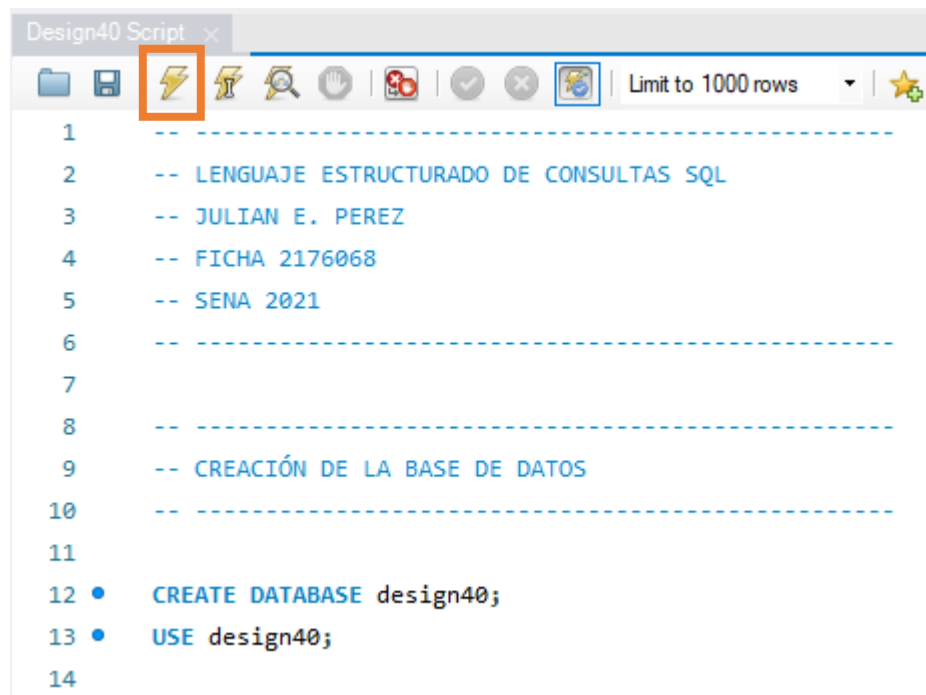 Design40 Script
Limit to 1000 rows
1 -- --------------------------------------------------
2 -- LENGUAJE ESTRUCTURADO DE CONSULTAS SQL
3 -- JULIAN E. PEREZ
4 -- FICHA 2176068
5 -- SENA 2021
6 -- --------------------------------------------------
7
8 -- --------------------------------------------------
9 -- CREACIÓN DE LA BASE DE DATOS
10 -- --------------------------------------------------
11
12 CREATE DATABASE design40;
13 USE design40;
14